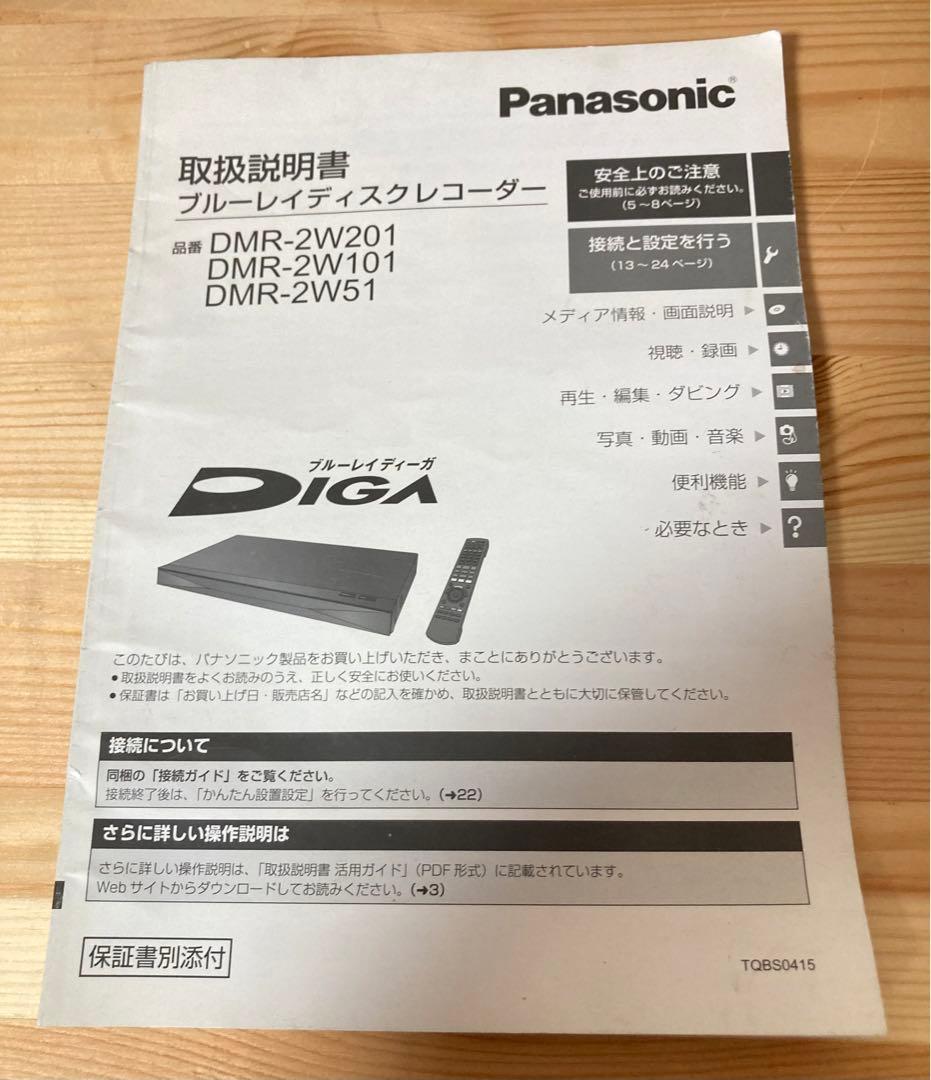 Panasonic®
取扱説明書
ブルーレイディスクレコーダー
品番 DMR-2W201
DMR-2W101
DMR-2W51
安全上のご注意
ご使用前に必ずお読みください。
(5～8ページ)
接続と設定を行う
(13～24ページ)
メディア情報・画面説明 ▶
視聴・録画 ▶
再生・編集・ダビング ▶
写真・動画・音楽 ▶
便利機能 ▶
必要なとき ▶ ?
ブルーレイディーガ
DIGA
このたびは、パナソニック製品をお買い上げいただき、まことにありがとうございます。
● 取扱説明書をよくお読みのうえ、正しく安全にお使いください。
● 保証書は「お買い上げ日・販売店名」などの記入を確かめ、取扱説明書とともに大切に保管してください。
接続について
同梱の「接続ガイド」をご覧ください。
接続終了後は、「かんたん設置設定」を行ってください。(➔22)
さらに詳しい操作説明は
さらに詳しい操作説明は、「取扱説明書 活用ガイド」(PDF 形式) に記載されています。
Web サイトからダウンロードしてお読みください。(➔3)
保証書別添付
TQBS0415